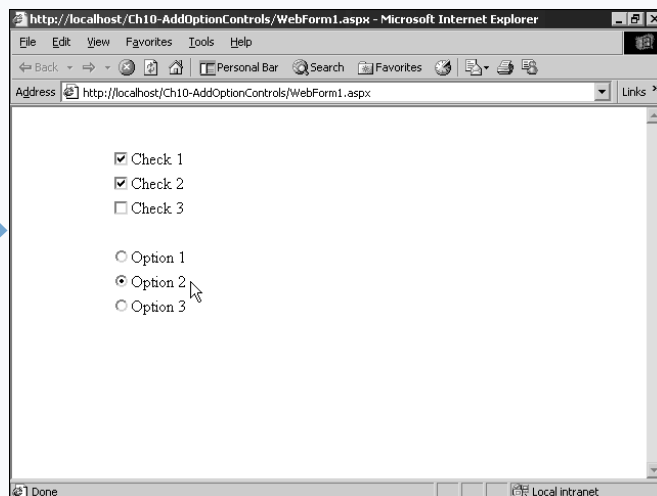 http://localhost/Ch10-AddOptionControls/WebForm1.aspx - Microsoft Internet Explorer
File Edit View Favorites Tools Help
Back Personal Bar Search Favorites
Address http://localhost/Ch10-AddOptionControls/WebForm1.aspx Links
Check 1
Check 2
Check 3
Option 1
Option 2
Option 3
Done Local intranet